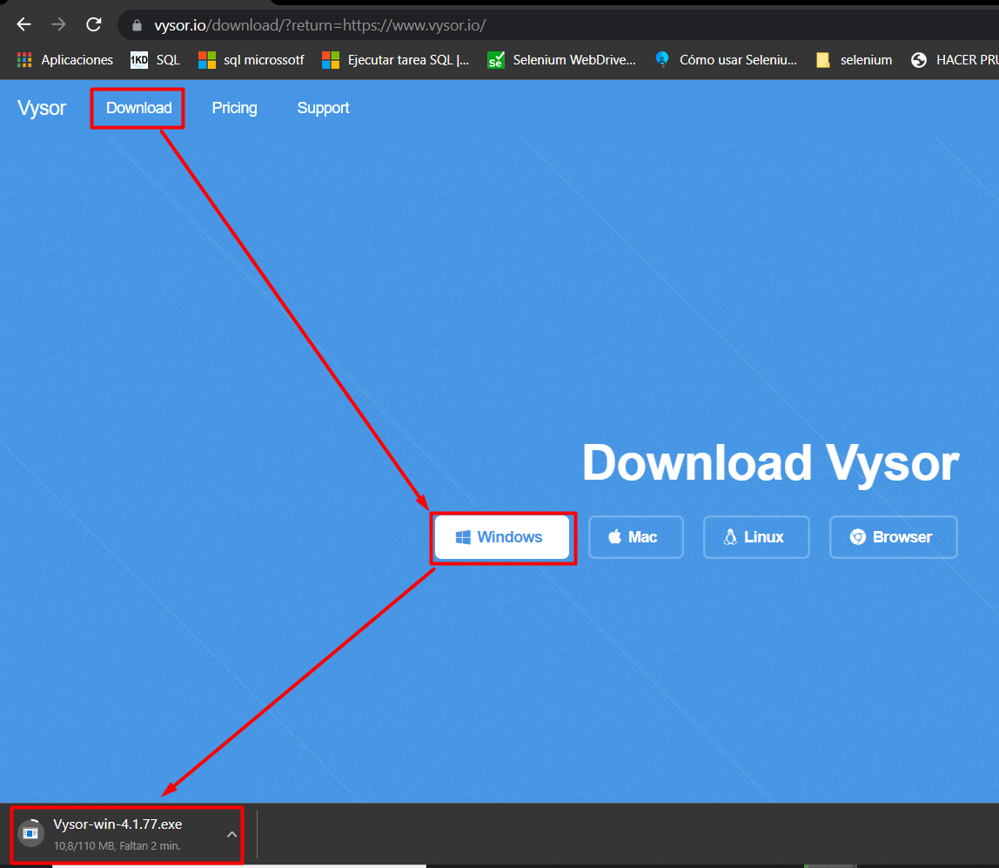 vysor.io/download/?return=https://www.vysor.io/
Aplicaciones 1KD SQL sql microssotf Ejecutar tarea SQL |... Se Selenium WebDrive... Cómo usar Seleniu... selenium HACER PRU
Vysor Download Pricing Support
Download Vysor
Windows Mac Linux Browser
Vysor-win-4.1.77.exe
10,8/110 MB, Faltan 2 min.